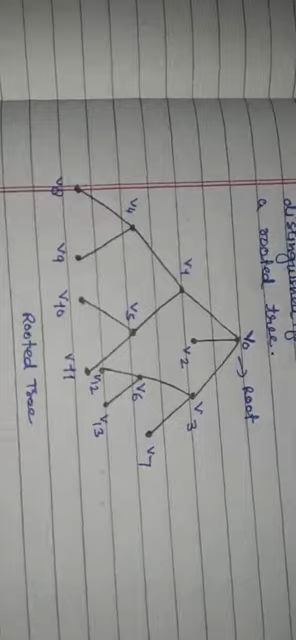 distinguished
a rooted tree.
V0 → Root
V1
V2
V3
V4
V5
V6
V7
V8
V9
V10
V11
V12
V13
Rooted Tree